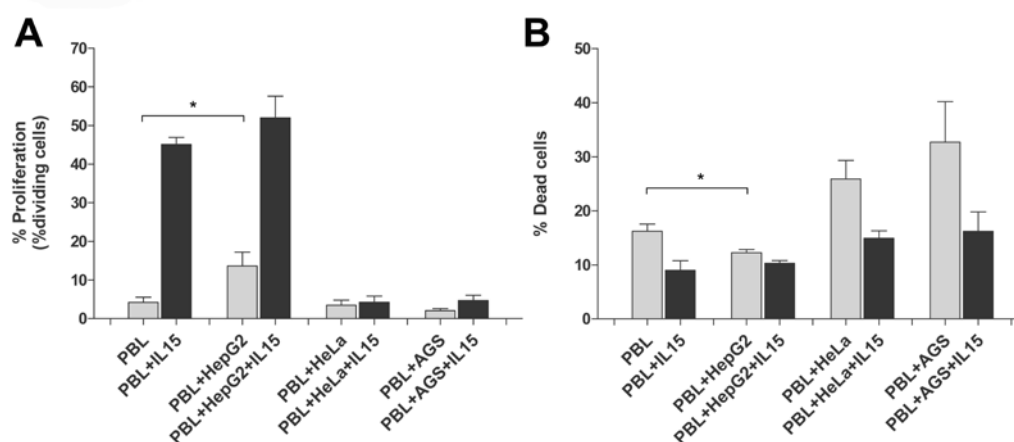 A
70
60
50
40
30
20
10
0
% Proliferation
(%dividing cells)
*
PBL
PBL+IL15
PBL+HepG2
PBL+HepG2+IL15
PBL+HeLa
PBL+HeLa+IL15
PBL+AGS
PBL+AGS+IL15
B
50
40
30
20
10
0
% Dead cells
*
PBL
PBL+IL15
PBL+HepG2
PBL+HepG2+IL15
PBL+HeLa
PBL+HeLa+IL15
PBL+AGS
PBL+AGS+IL15